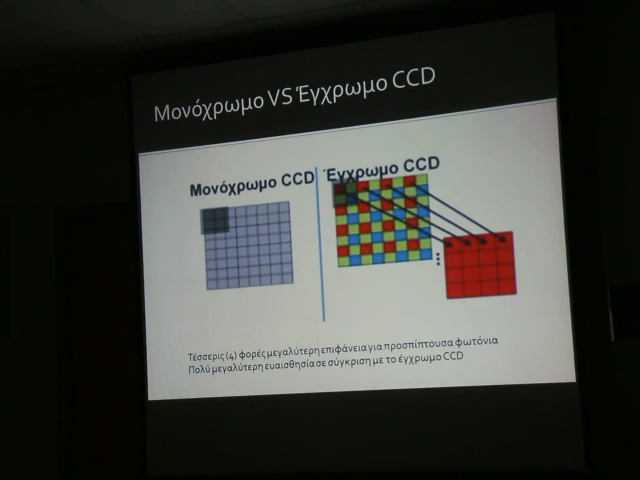 Μονόχρωμο VS Έγχρωμο CCD
Μονόχρωμο CCD
Έγχρωμο CCD
Τέσσερις (4) φορές μεγαλύτερη επιφάνεια για προσπίπτουσα φωτόνια
Πολύ μεγαλύτερη ευαισθησία σε σύγκριση με το έγχρωμο CCD